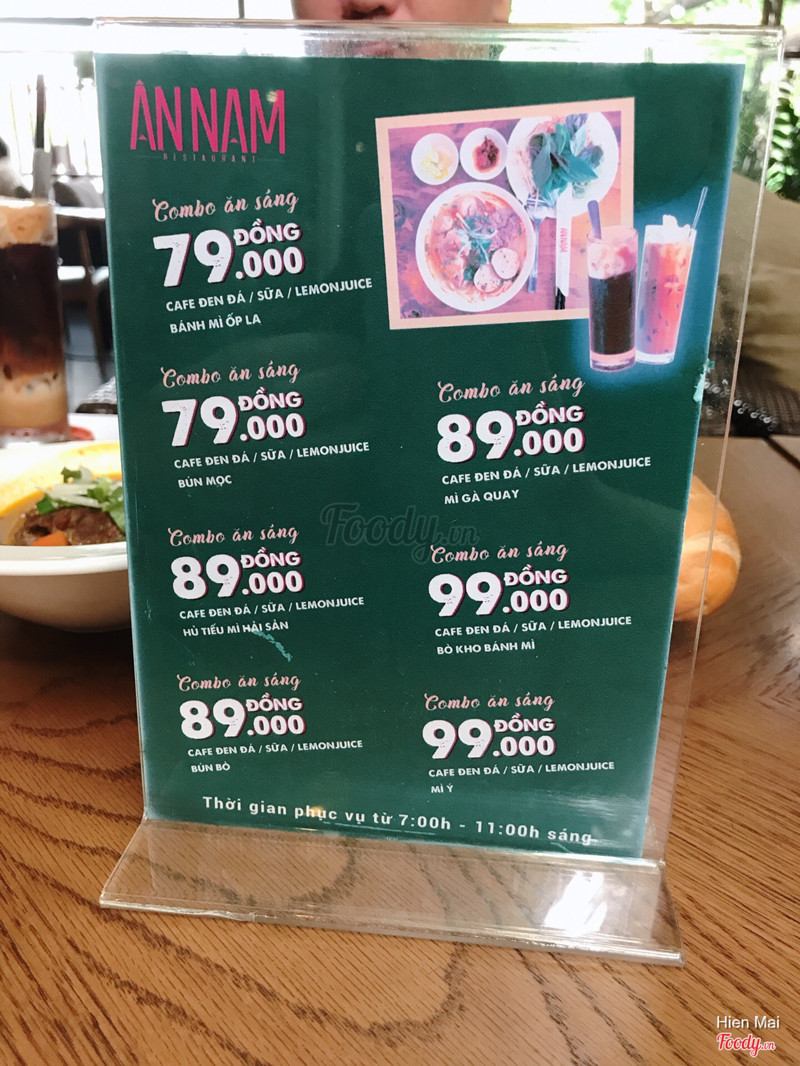 ÂN NAM
RESTAURANT
Combo ăn sáng
79.000 ĐỒNG
CAFE ĐEN ĐÁ / SỮA / LEMONJUICE
BÁNH MÌ ỐP LA
Combo ăn sáng
79.000 ĐỒNG
CAFE ĐEN ĐÁ / SỮA / LEMONJUICE
BÚN MỌC
Combo ăn sáng
89.000 ĐỒNG
CAFE ĐEN ĐÁ / SỮA / LEMONJUICE
HỦ TIẾU MÌ HẢI SẢN
Combo ăn sáng
89.000 ĐỒNG
CAFE ĐEN ĐÁ / SỮA / LEMONJUICE
BÚN BÒ
Combo ăn sáng
89.000 ĐỒNG
CAFE ĐEN ĐÁ / SỮA / LEMONJUICE
MÌ GÀ QUAY
Combo ăn sáng
99.000 ĐỒNG
CAFE ĐEN ĐÁ / SỮA / LEMONJUICE
BÒ KHO BÁNH MÌ
Combo ăn sáng
99.000 ĐỒNG
CAFE ĐEN ĐÁ / SỮA / LEMONJUICE
MÌ Ý
Thời gian phục vụ từ 7:00h - 11:00h sáng
Foody.vn
Hien Mai
Foody.vn